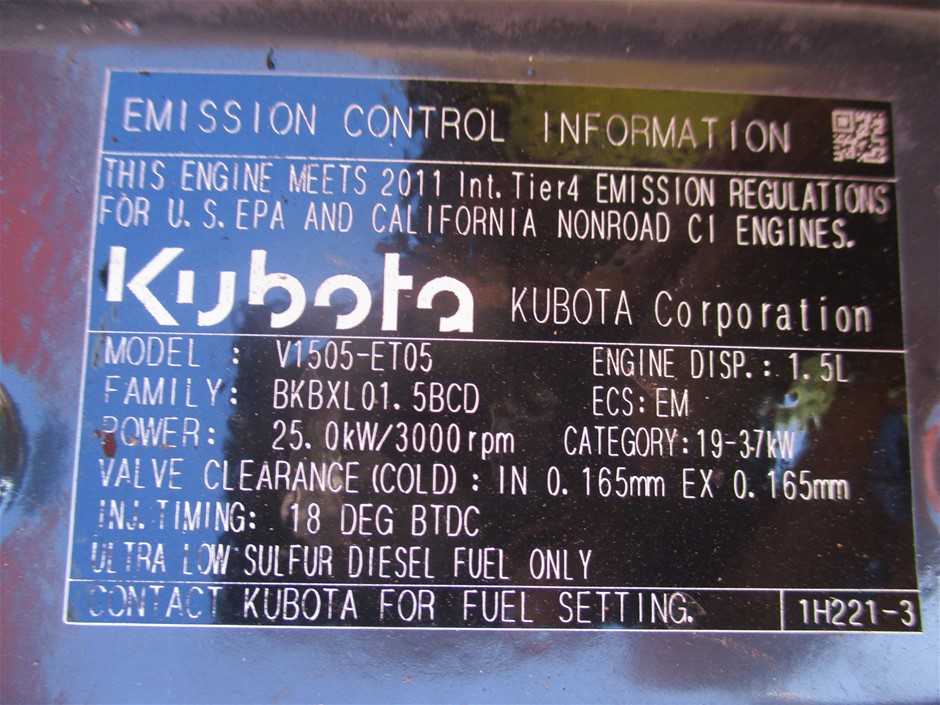 EMISSION CONTROL INFORMATION
THIS ENGINE MEETS 2011 Int. Tier4 EMISSION REGULATIONS
FOR U.S. EPA AND CALIFORNIA NONROAD CI ENGINES.
Kubota KUBOTA Corporation
MODEL : V1505-ET05 ENGINE DISP.: 1.5L
FAMILY: BKBXL01.5BCD ECS: EM
POWER: 25.0kW/3000rpm CATEGORY: 19-37kW
VALVE CLEARANCE (COLD) : IN 0.165mm EX 0.165mm
INJ. TIMING: 18 DEG BTDC
ULTRA LOW SULFUR DIESEL FUEL ONLY
CONTACT KUBOTA FOR FUEL SETTING. 1H221-3